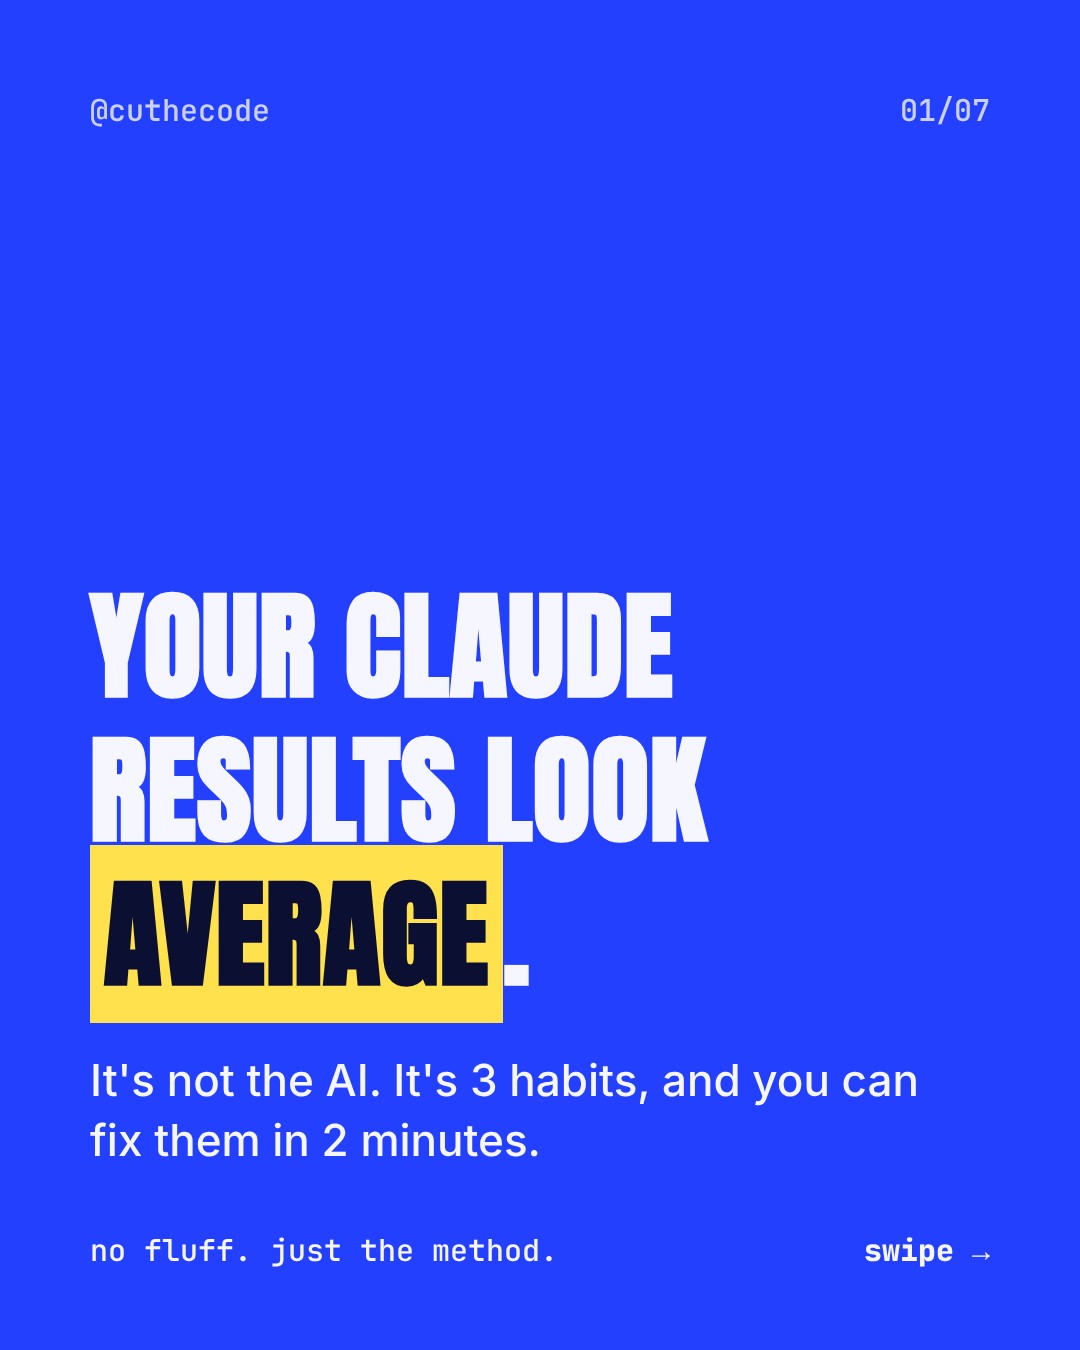 @cuthecode
01/07
YOUR CLAUDE
RESULTS LOOK
AVERAGE.
It's not the AI. It's 3 habits, and you can
fix them in 2 minutes.
no fluff. just the method.
swipe →